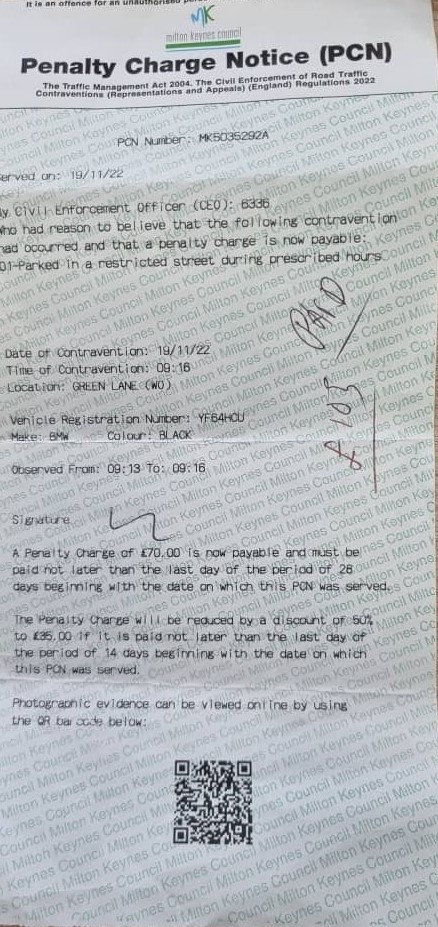 It is an offence for an unauthorised
MK
milton keynes council
Penalty Charge Notice (PCN)
The Traffic Management Act 2004, The Civil Enforcement of Road Traffic
Contraventions (Representations and Appeals) (England) Regulations 2022
PCN Number: MK5035292A
erved on: 19/11/22
By Civil Enforcement Officer (CEO): 6336
who had reason to believe that the following contravention
had occurred and that a penalty charge is now payable:
01-Parked in a restricted street during prescribed hours
PAID
Date of Contravention: 19/11/22
Time of Contravention: 09:16
Location: GREEN LANE (WO)
£105
Vehicle Registration Number: YF64HCU
Make: BMW Colour: BLACK
Observed From: 09:13 To: 09:16
Signature
A Penalty Charge of £70.00 is now payable and must be
paid not later than the last day of the period of 28
days beginning with the date on which this PCN was served.
The Penalty Charge will be reduced by a discount of 50%
to £35.00 if it is paid not later than the last day of
the period of 14 days beginning with the date on which
this PCN was served.
Photographic evidence can be viewed online by using
the QR bar code below:
Milton Keynes Council